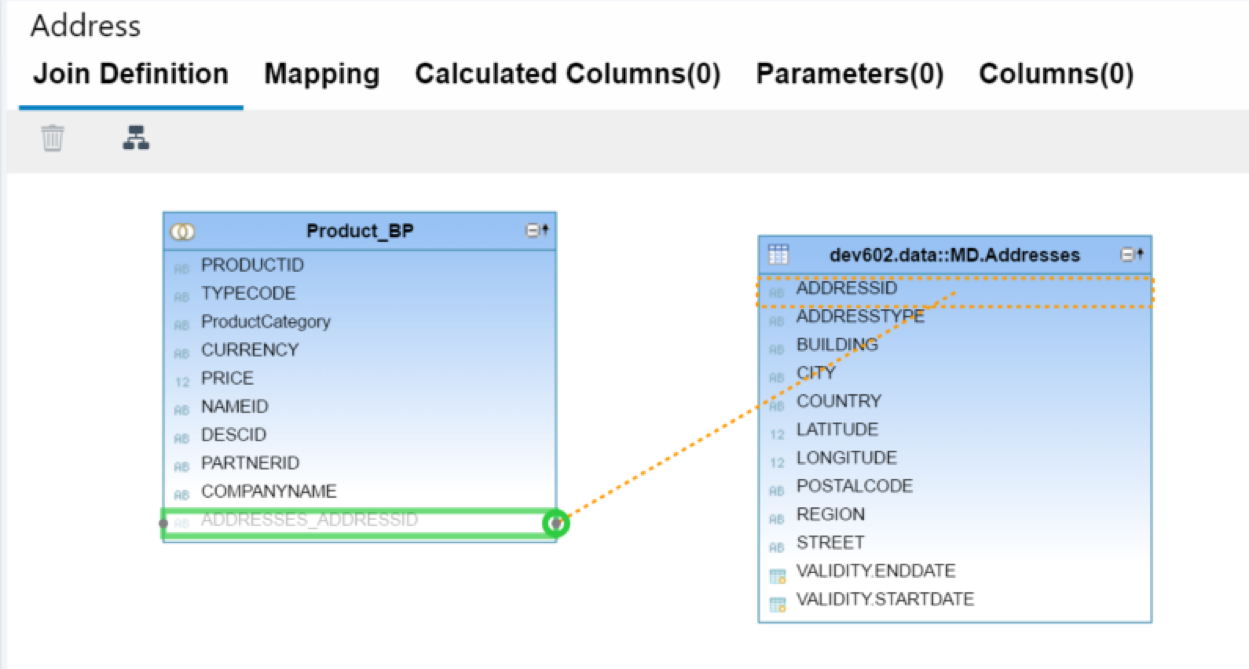 Address
Join Definition Mapping Calculated Columns(0) Parameters(0) Columns(0)
Product_BP
AB PRODUCTID
AB TYPECODE
AB ProductCategory
AB CURRENCY
12 PRICE
AB NAMEID
AB DESCID
AB PARTNERID
AB COMPANYNAME
AB ADDRESSES_ADDRESSID
dev602.data::MD.Addresses
AB ADDRESSID
AB ADDRESSTYPE
AB BUILDING
AB CITY
AB COUNTRY
12 LATITUDE
12 LONGITUDE
AB POSTALCODE
AB REGION
AB STREET
VALIDITY.ENDDATE
VALIDITY.STARTDATE